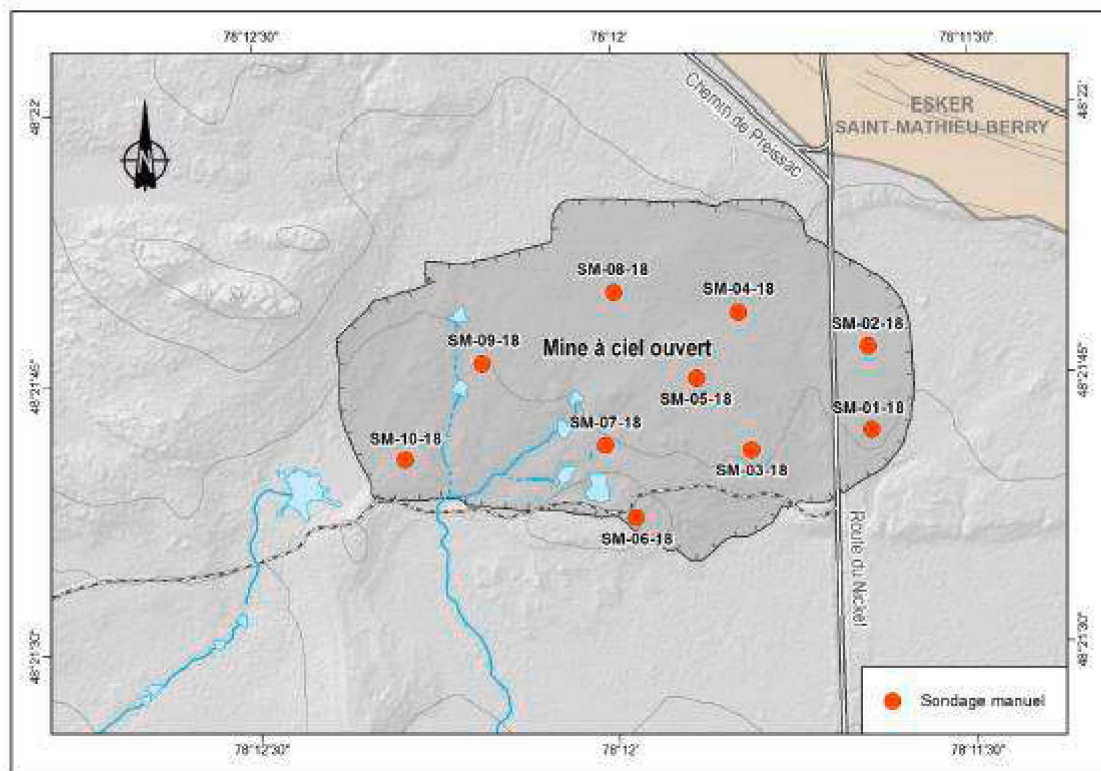 78°12'30"
78°12'
78°11'30"
48°22'
48°22'
Chemin de Preissac
ESKER
SAINT-MATHIEU-BERRY
N
SM-08-18
SM-04-18
SM-02-18
SM-09-18
Mine à ciel ouvert
48°21'45"
48°21'45"
SM-05-18
SM-01-18
SM-07-18
SM-10-18
SM-03-18
SM-06-18
Route du Nickel
48°21'30"
48°21'30"
Sondage manuel
78°12'30"
78°12'
78°11'30"